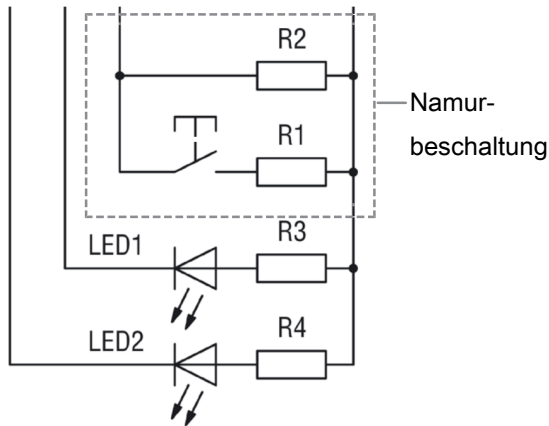 R2
Namur-
beschaltung
R1
R3
LED1
R4
LED2